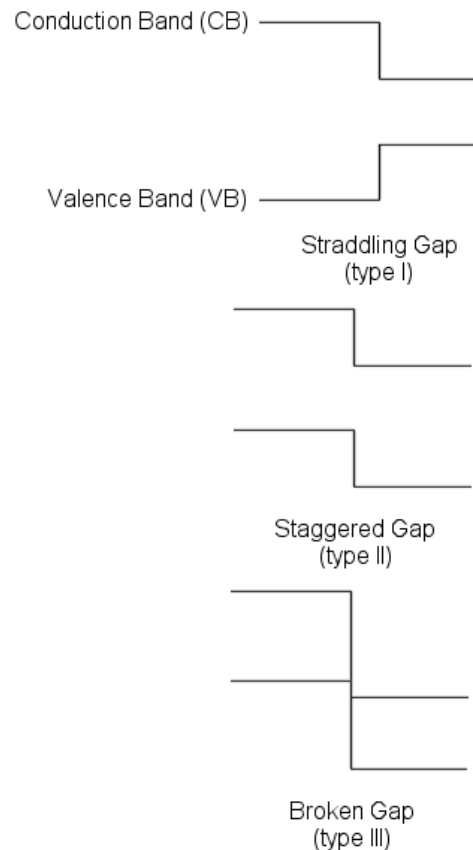 Conduction Band (CB)
Valence Band (VB)
Straddling Gap
(type I)
Staggered Gap
(type II)
Broken Gap
(type III)